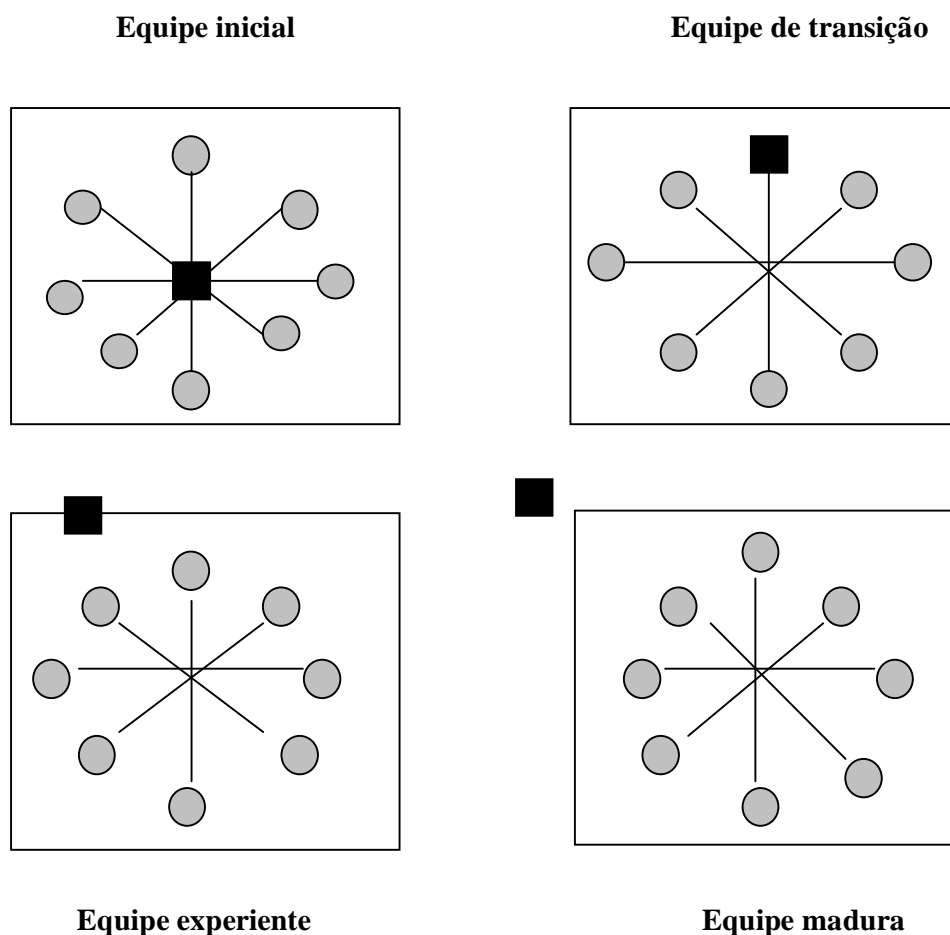 Equipe inicial
Equipe de transição
Equipe experiente
Equipe madura